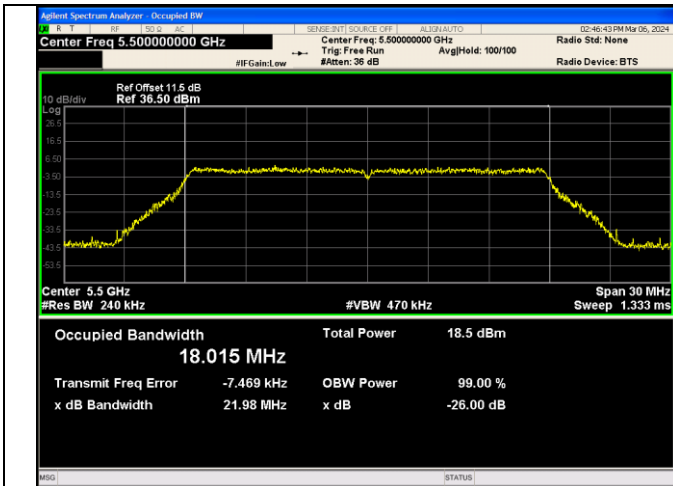 Agilent Spectrum Analyzer - Occupied BW
R T RF 50 Ω AC SENSE:INT SOURCE OFF ALIGNAUTO 02:46:43 PM Mar 06, 2024
Center Freq 5.500000000 GHz Center Freq: 5.500000000 GHz Radio Std: None
Trig: Free Run Avg|Hold: 100/100
#IFGain:Low #Atten: 36 dB Radio Device: BTS
Ref Offset 11.5 dB
10 dB/div Ref 36.50 dBm
Log
26.5
16.5
6.50
-3.50
-13.5
-23.5
-33.5
-43.5
-53.5
Center 5.5 GHz Span 30 MHz
#Res BW 240 kHz #VBW 470 kHz Sweep 1.333 ms
Occupied Bandwidth Total Power 18.5 dBm
18.015 MHz
Transmit Freq Error -7.469 kHz OBW Power 99.00 %
x dB Bandwidth 21.98 MHz x dB -26.00 dB
MSG STATUS